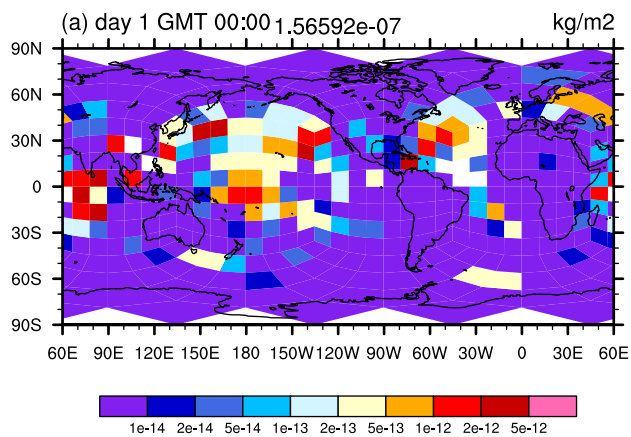 (a) day 1 GMT 00:00 1.56592e-07 kg/m2
90N
60N
30N
0
30S
60S
90S
60E 90E 120E 150E 180 150W 120W 90W 60W 30W 0 30E 60E
1e-14 2e-14 5e-14 1e-13 2e-13 5e-13 1e-12 2e-12 5e-12